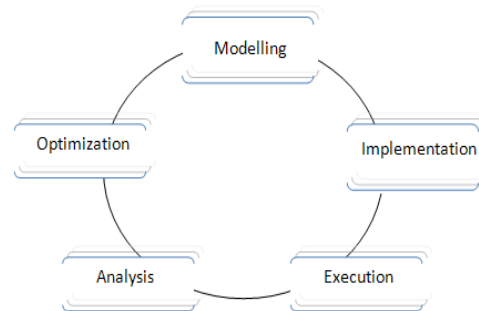 Modelling
Optimization
Implementation
Analysis
Execution